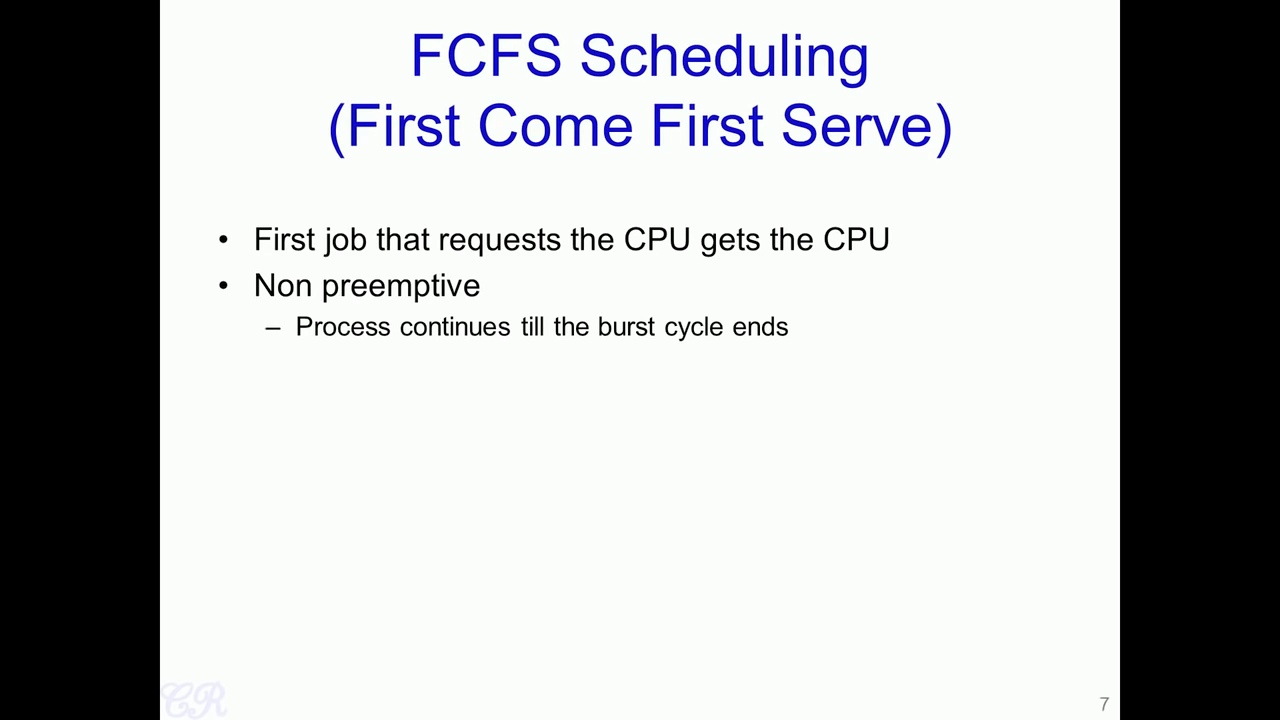 FCFS Scheduling
(First Come First Serve)
• First job that requests the CPU gets the CPU
• Non preemptive
– Process continues till the burst cycle ends
CR
7